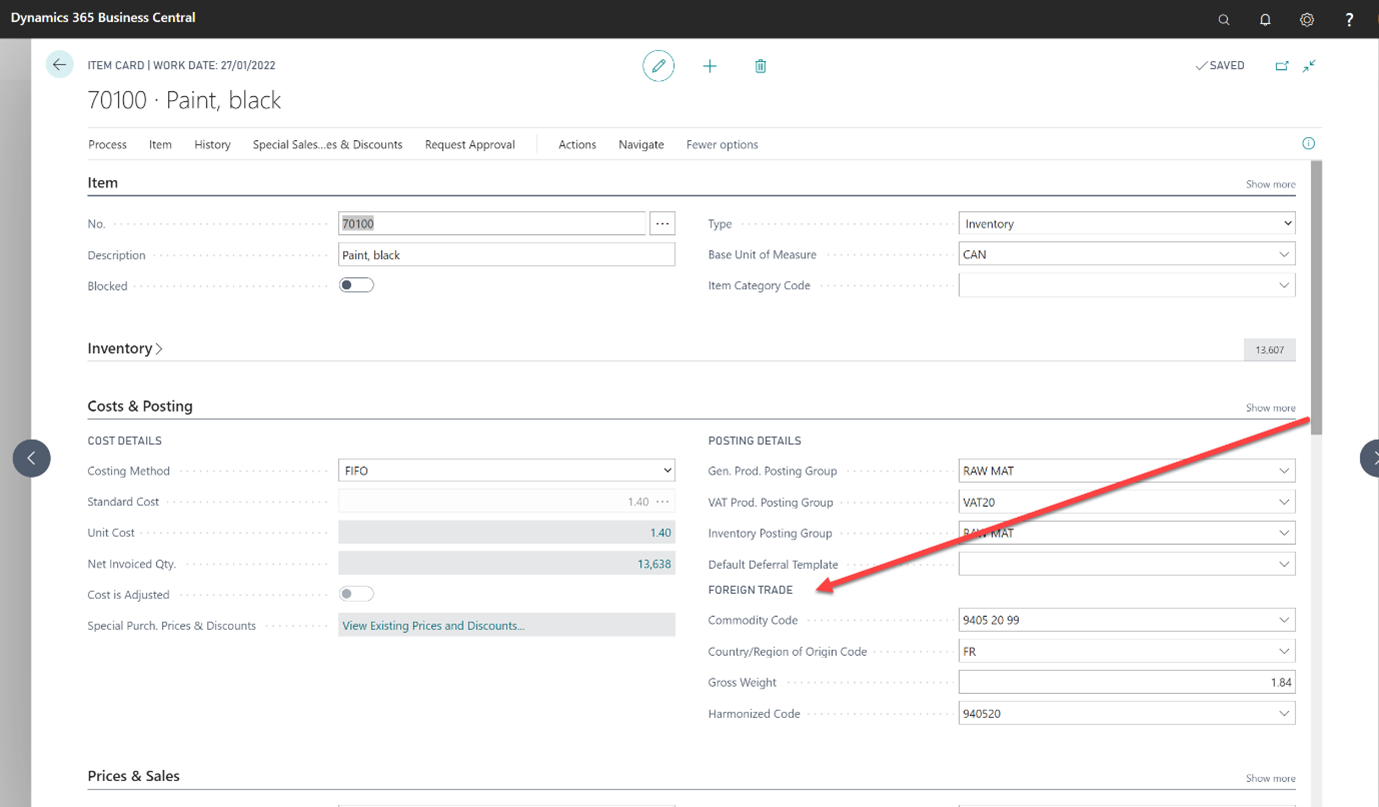 Dynamics 365 Business Central
?
ITEM CARD | WORK DATE: 27/01/2022
SAVED
70100 · Paint, black
Process Item History Special Sales...es & Discounts Request Approval Actions Navigate Fewer options
Item Show more
No. 70100 ... Type Inventory
Description Paint, black Base Unit of Measure CAN
Blocked Item Category Code
Inventory 13,607
Costs & Posting Show more
COST DETAILS POSTING DETAILS
Costing Method FIFO Gen. Prod. Posting Group RAW MAT
Standard Cost 1.40 ... VAT Prod. Posting Group VAT20
Unit Cost 1.40 Inventory Posting Group RAW MAT
Net Invoiced Qty. 13,638 Default Deferral Template
Cost is Adjusted FOREIGN TRADE
Special Purch. Prices & Discounts View Existing Prices and Discounts... Commodity Code 9405 20 99
Country/Region of Origin Code FR
Gross Weight 1.84
Harmonized Code 940520
Prices & Sales Show more